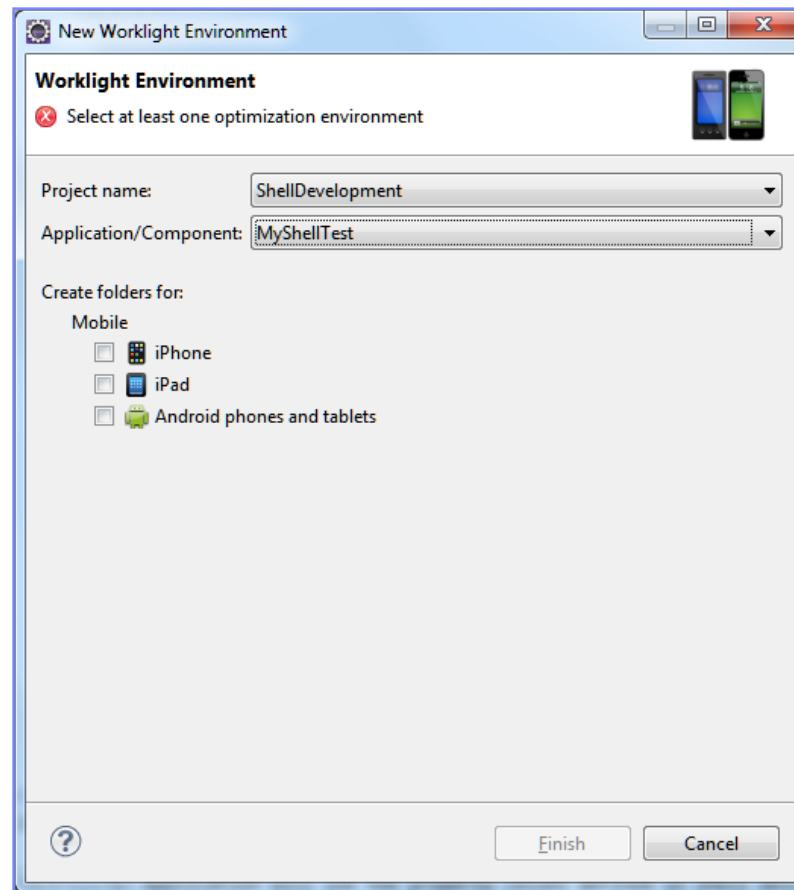 New Worklight Environment
Worklight Environment
Select at least one optimization environment
Project name: ShellDevelopment
Application/Component: MyShellTest
Create folders for:
Mobile
iPhone
iPad
Android phones and tablets
? Finish Cancel